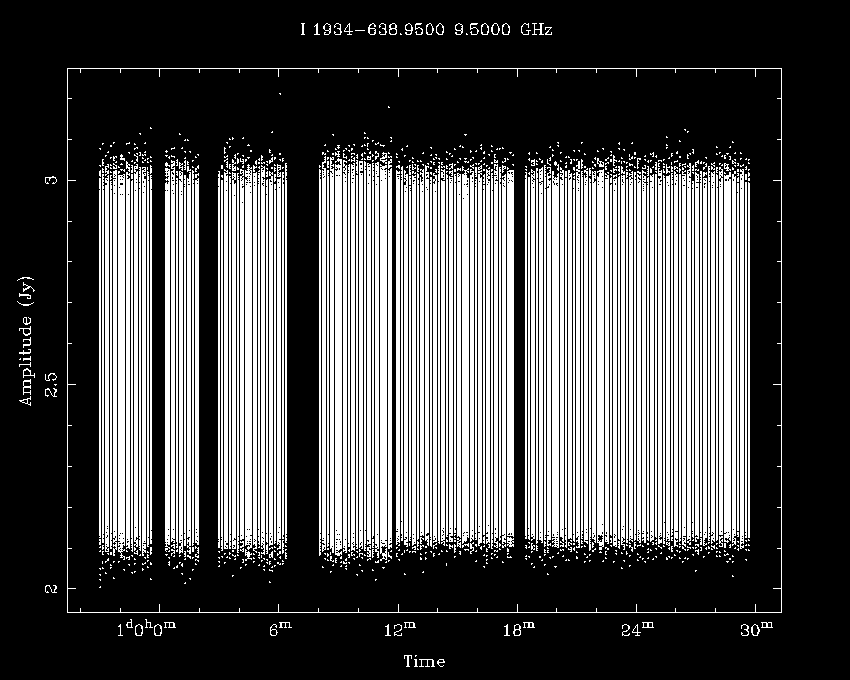 I 1934−638.9500 9.5000 GHz
Amplitude (Jy)
3
2.5
2
1ᵈ0ʰ0ᵐ 6ᵐ 12ᵐ 18ᵐ 24ᵐ 30ᵐ
Time